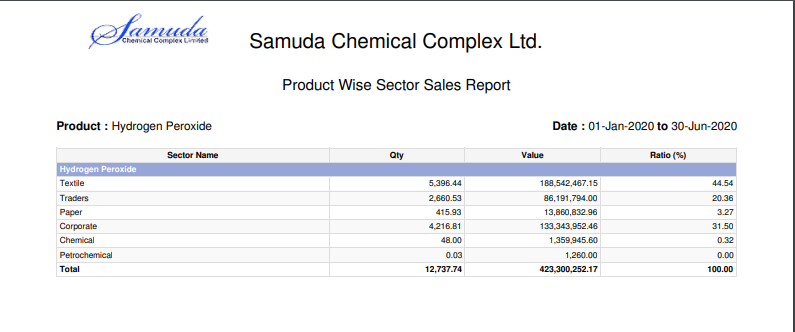 Samuda
Chemical Complex Limited
Samuda Chemical Complex Ltd.
Product Wise Sector Sales Report
Product : Hydrogen Peroxide Date : 01-Jan-2020 to 30-Jun-2020
Sector Name Qty Value Ratio (%)
Hydrogen Peroxide
Textile 5,396.44 188,542,467.15 44.54
Traders 2,660.53 86,191,794.00 20.36
Paper 415.93 13,860,832.96 3.27
Corporate 4,216.81 133,343,952.46 31.50
Chemical 48.00 1,359,945.60 0.32
Petrochemical 0.03 1,260.00 0.00
Total 12,737.74 423,300,252.17 100.00